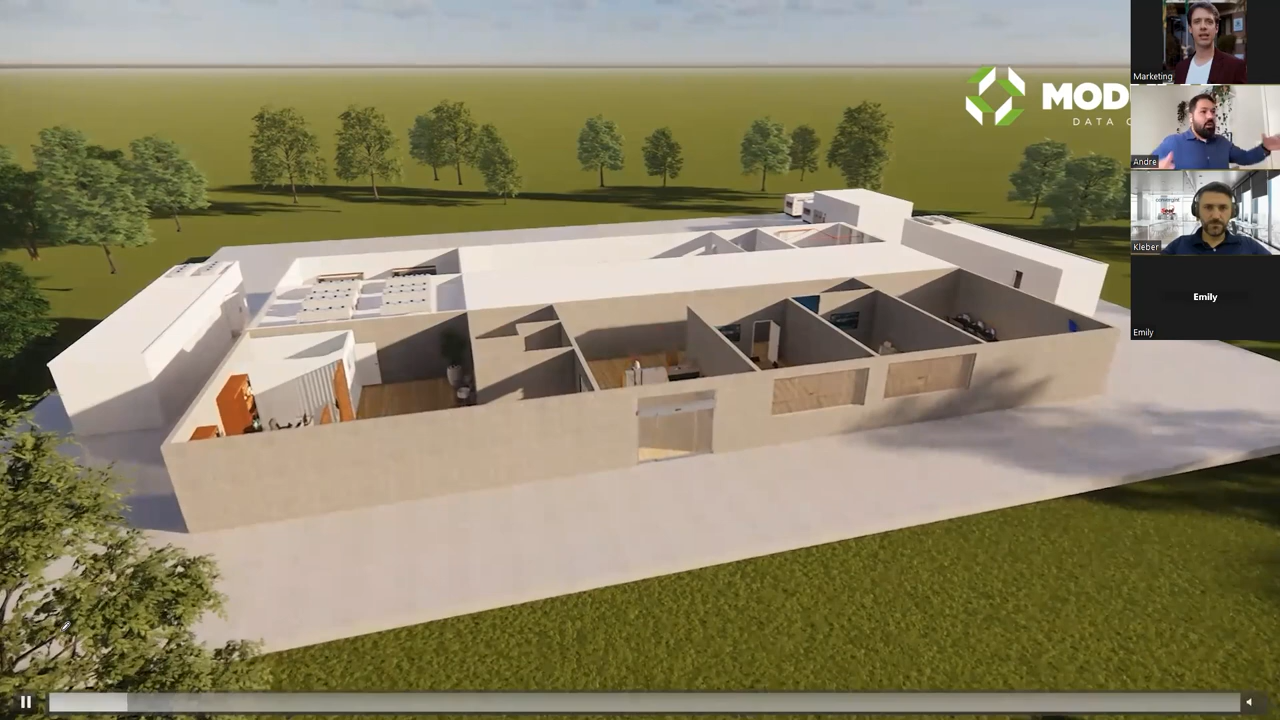 MOD
DATA C
Marketing
Andre
Kleber
Emily
Emily